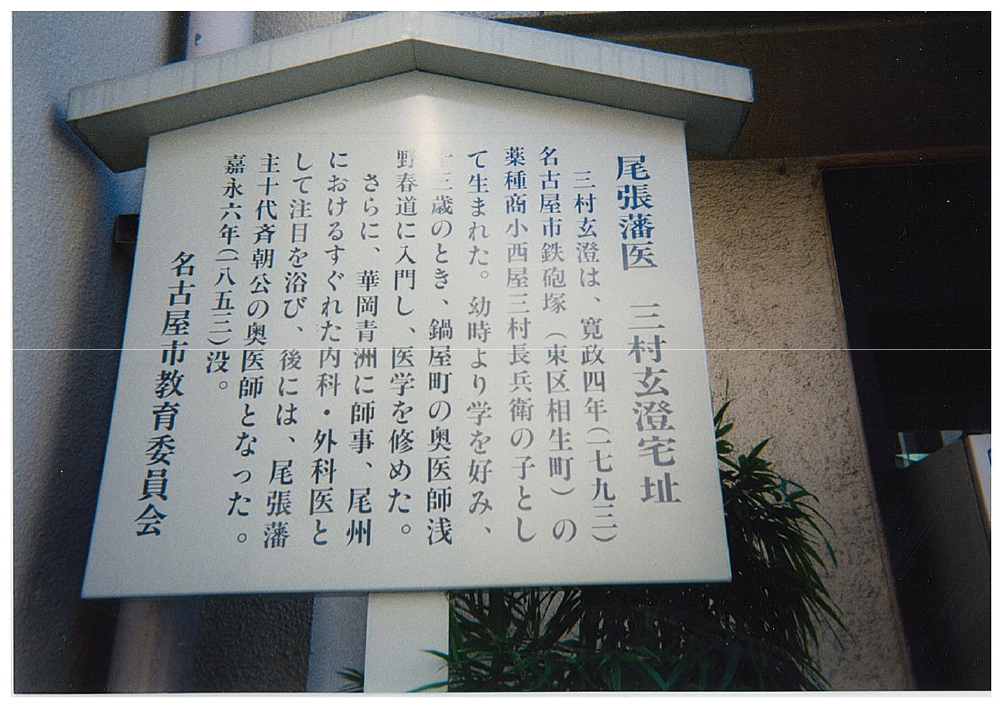 尾張藩医　三村玄澄宅址
三村玄澄は、寛政四年(一七九三)
名古屋市鉄砲塚（東区相生町）の
薬種商小西屋三村長兵衛の子とし
て生まれた。幼時より学を好み、
十三歳のとき、鍋屋町の奥医師浅
野春道に入門し、医学を修めた。
さらに、華岡青洲に師事、尾州
におけるすぐれた内科・外科医と
して注目を浴び、後には、尾張藩
主十代斉朝公の奥医師となった。
嘉永六年(一八五三)没。
名古屋市教育委員会